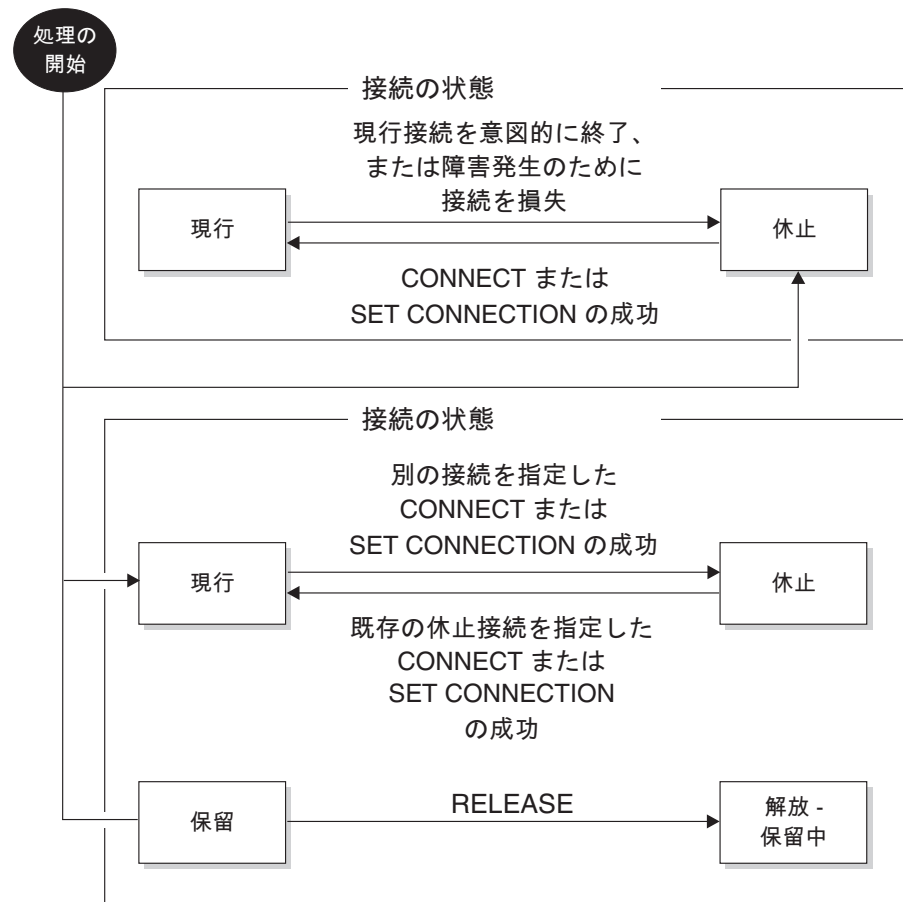 処理の
開始
接続の状態
現行接続を意図的に終了、
または障害発生のために
接続を損失
現行
休止
CONNECT または
SET CONNECTION の成功
接続の状態
別の接続を指定した
CONNECT または
SET CONNECTION の成功
現行
休止
既存の休止接続を指定した
CONNECT または
SET CONNECTION
の成功
保留
RELEASE
解放 -
保留中